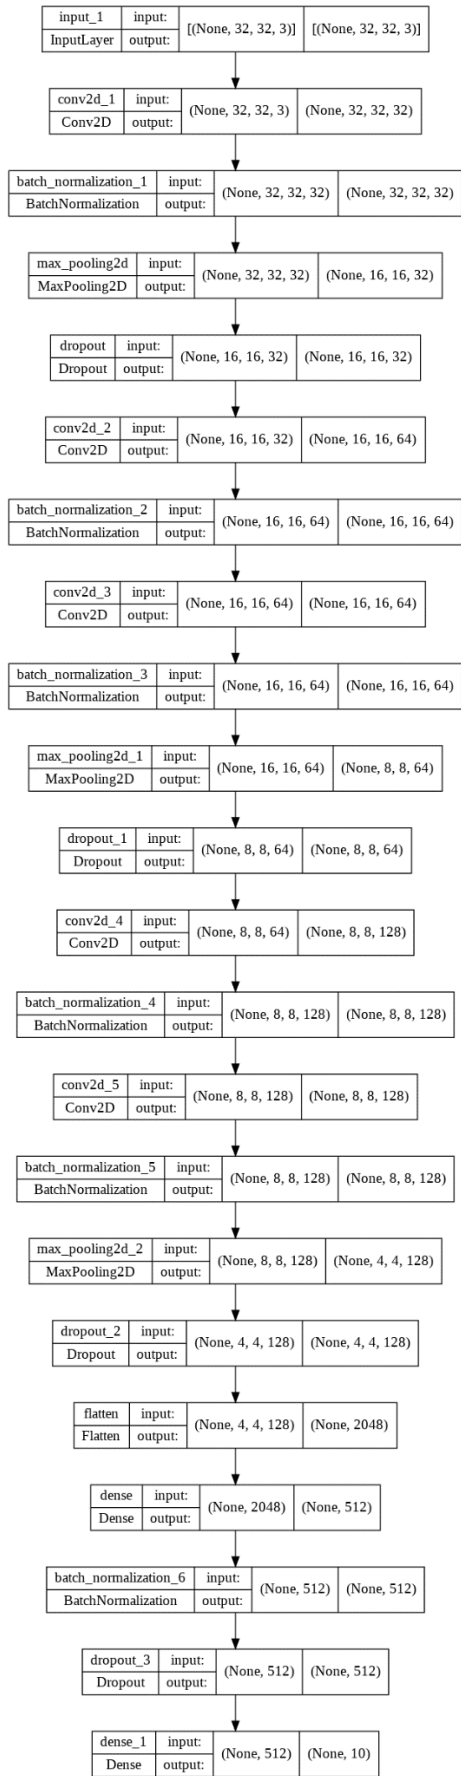 input_1 input: [(None, 32, 32, 3)] [(None, 32, 32, 3)]
InputLayer output:
conv2d_1 input: (None, 32, 32, 3) (None, 32, 32, 32)
Conv2D output:
batch_normalization_1 input: (None, 32, 32, 32) (None, 32, 32, 32)
BatchNormalization output:
max_pooling2d input: (None, 32, 32, 32) (None, 16, 16, 32)
MaxPooling2D output:
dropout input: (None, 16, 16, 32) (None, 16, 16, 32)
Dropout output:
conv2d_2 input: (None, 16, 16, 32) (None, 16, 16, 64)
Conv2D output:
batch_normalization_2 input: (None, 16, 16, 64) (None, 16, 16, 64)
BatchNormalization output:
conv2d_3 input: (None, 16, 16, 64) (None, 16, 16, 64)
Conv2D output:
batch_normalization_3 input: (None, 16, 16, 64) (None, 16, 16, 64)
BatchNormalization output:
max_pooling2d_1 input: (None, 16, 16, 64) (None, 8, 8, 64)
MaxPooling2D output:
dropout_1 input: (None, 8, 8, 64) (None, 8, 8, 64)
Dropout output:
conv2d_4 input: (None, 8, 8, 64) (None, 8, 8, 128)
Conv2D output:
batch_normalization_4 input: (None, 8, 8, 128) (None, 8, 8, 128)
BatchNormalization output:
conv2d_5 input: (None, 8, 8, 128) (None, 8, 8, 128)
Conv2D output:
batch_normalization_5 input: (None, 8, 8, 128) (None, 8, 8, 128)
BatchNormalization output:
max_pooling2d_2 input: (None, 8, 8, 128) (None, 4, 4, 128)
MaxPooling2D output:
dropout_2 input: (None, 4, 4, 128) (None, 4, 4, 128)
Dropout output:
flatten input: (None, 4, 4, 128) (None, 2048)
Flatten output:
dense input: (None, 2048) (None, 512)
Dense output:
batch_normalization_6 input: (None, 512) (None, 512)
BatchNormalization output:
dropout_3 input: (None, 512) (None, 512)
Dropout output:
dense_1 input: (None, 512) (None, 10)
Dense output: